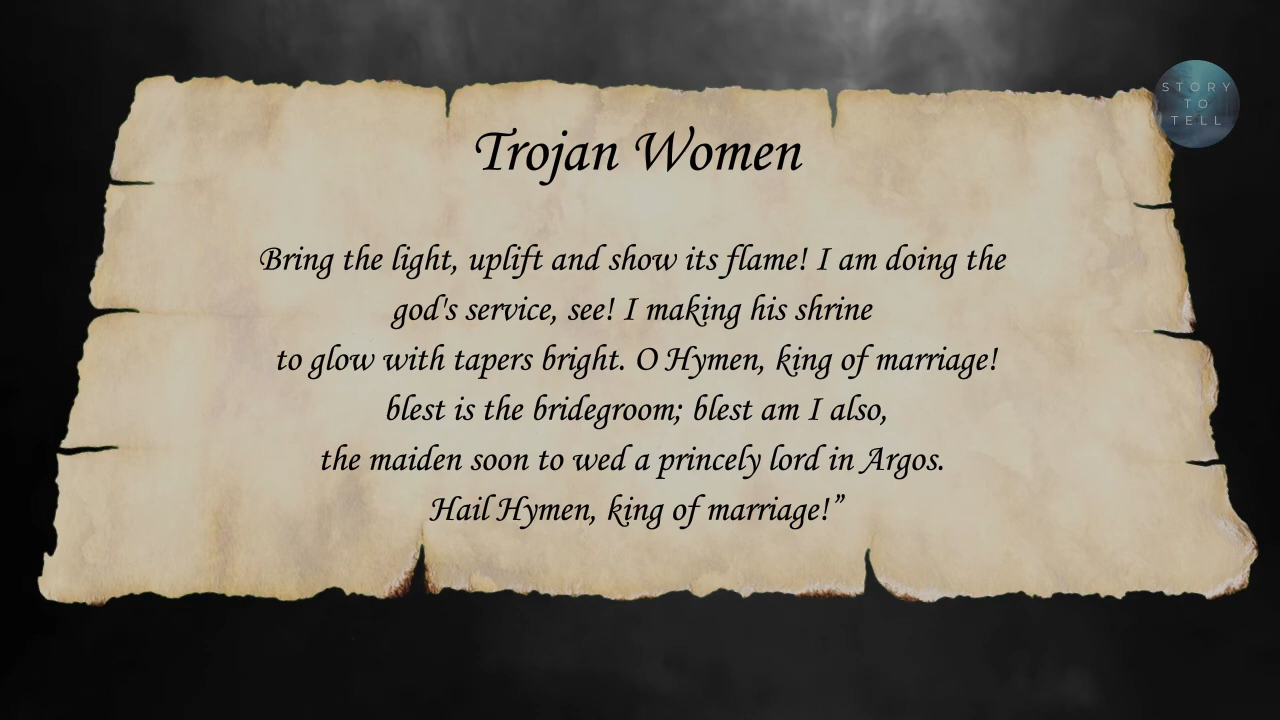 STORY
TO
TELL
Trojan Women
Bring the light, uplift and show its flame! I am doing the
god's service, see! I making his shrine
to glow with tapers bright. O Hymen, king of marriage!
blest is the bridegroom; blest am I also,
the maiden soon to wed a princely lord in Argos.
Hail Hymen, king of marriage!”